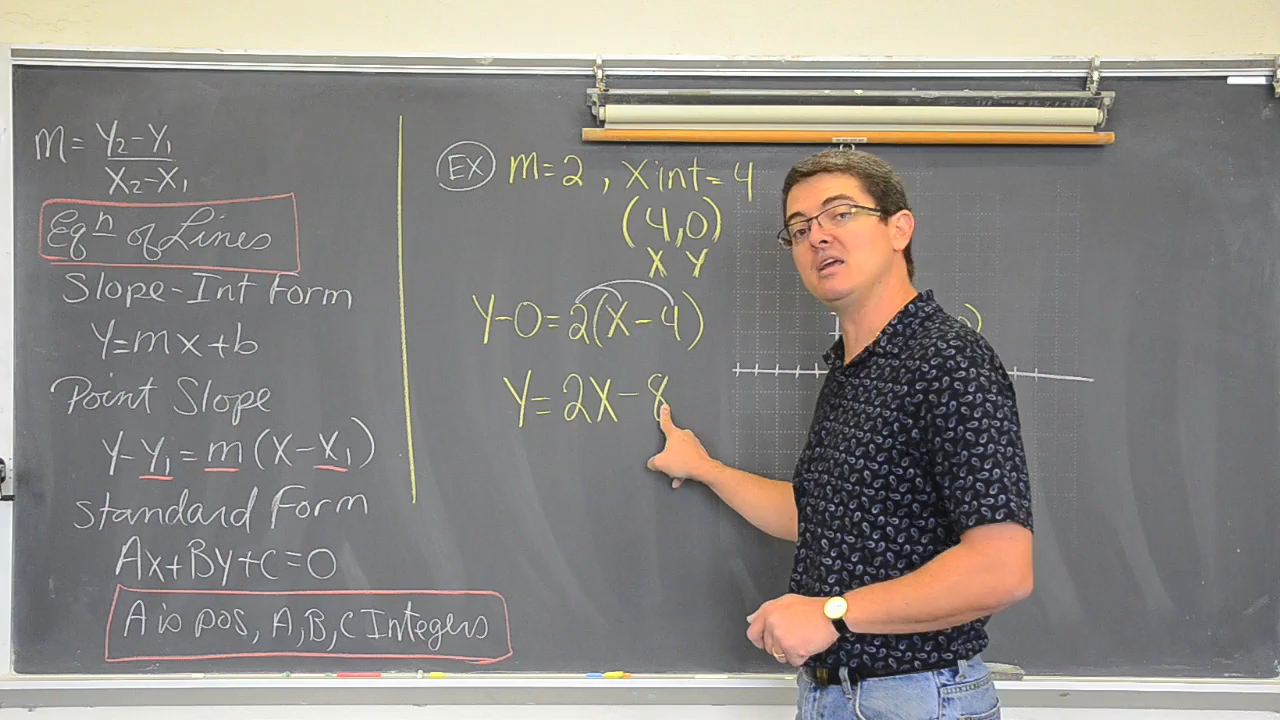 m = Y₂-Y₁
X₂-X₁
Eqⁿ of Lines
Slope-Int Form
Y=mx+b
Point Slope
Y-Y₁=m(X-X₁)
Standard Form
Ax+By+C=0
A is pos, A,B,C Integers
EX m=2, X int=4
(4,0)
X Y
Y-0=2(X-4)
Y=2X-8
)